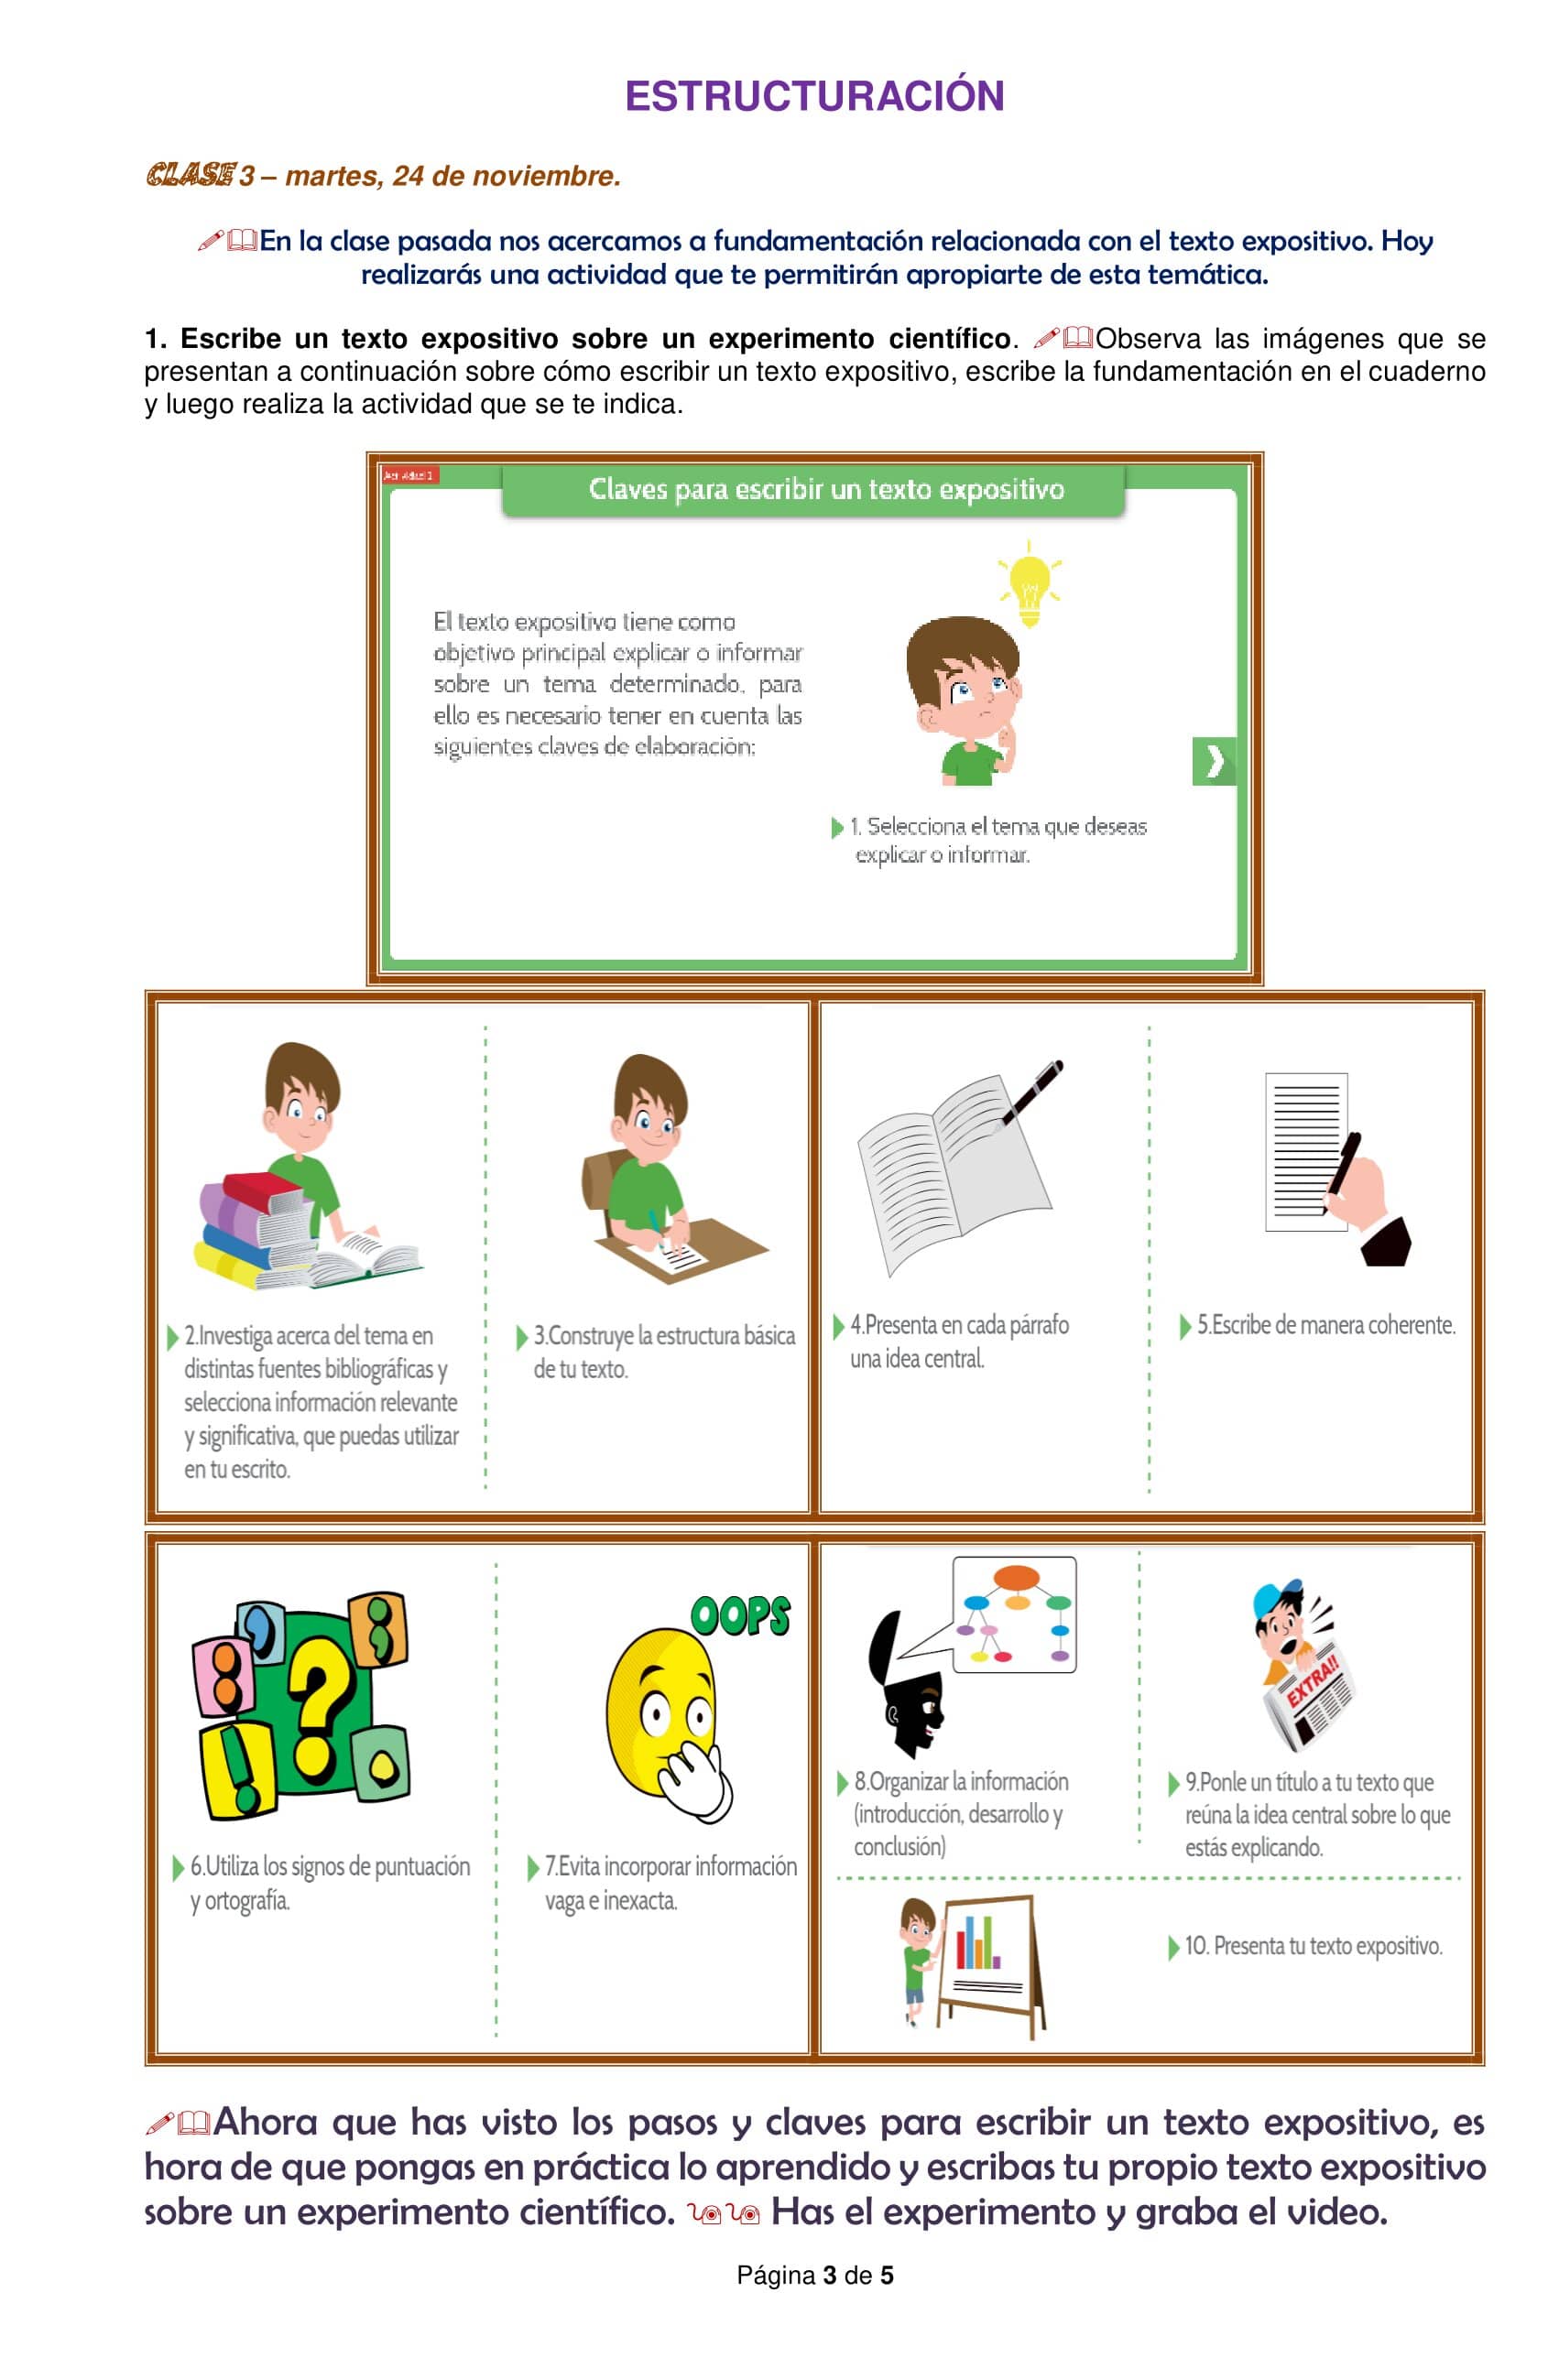 ESTRUCTURACIÓN
CLASE 3 – martes, 24 de noviembre.
En la clase pasada nos acercamos a fundamentación relacionada con el texto expositivo. Hoy
realizarás una actividad que te permitirán apropiarte de esta temática.
1. Escribe un texto expositivo sobre un experimento científico. Observa las imágenes que se
presentan a continuación sobre cómo escribir un texto expositivo, escribe la fundamentación en el cuaderno
y luego realiza la actividad que se te indica.
Actividad 1
Claves para escribir un texto expositivo
El texto expositivo tiene como
objetivo principal explicar o informar
sobre un tema determinado, para
ello es necesario tener en cuenta las
siguientes claves de elaboración:
1. Selecciona el tema que deseas
explicar o informar.
2.Investiga acerca del tema en
distintas fuentes bibliográficas y
selecciona información relevante
y significativa, que puedas utilizar
en tu escrito.
3.Construye la estructura básica
de tu texto.
4.Presenta en cada párrafo
una idea central.
5.Escribe de manera coherente.
OOPS
6.Utiliza los signos de puntuación
y ortografía.
7.Evita incorporar información
vaga e inexacta.
EXTRA!!
8.Organizar la información
(introducción, desarrollo y
conclusión)
9.Ponle un título a tu texto que
reúna la idea central sobre lo que
estás explicando.
10. Presenta tu texto expositivo.
Ahora que has visto los pasos y claves para escribir un texto expositivo, es
hora de que pongas en práctica lo aprendido y escribas tu propio texto expositivo
sobre un experimento científico. Has el experimento y graba el video.
Página 3 de 5